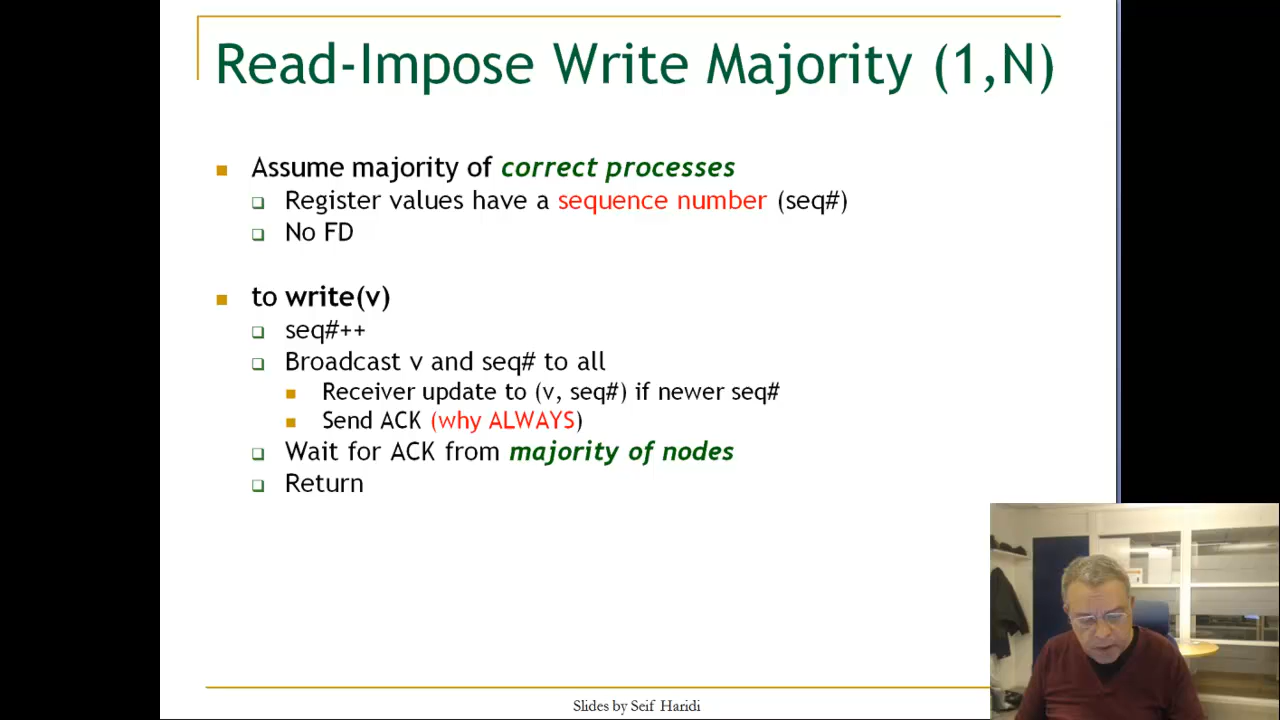 Read-Impose Write Majority (1,N)
Assume majority of correct processes
Register values have a sequence number (seq#)
No FD
to write(v)
seq#++
Broadcast v and seq# to all
Receiver update to (v, seq#) if newer seq#
Send ACK (why ALWAYS)
Wait for ACK from majority of nodes
Return
Slides by Seif Haridi